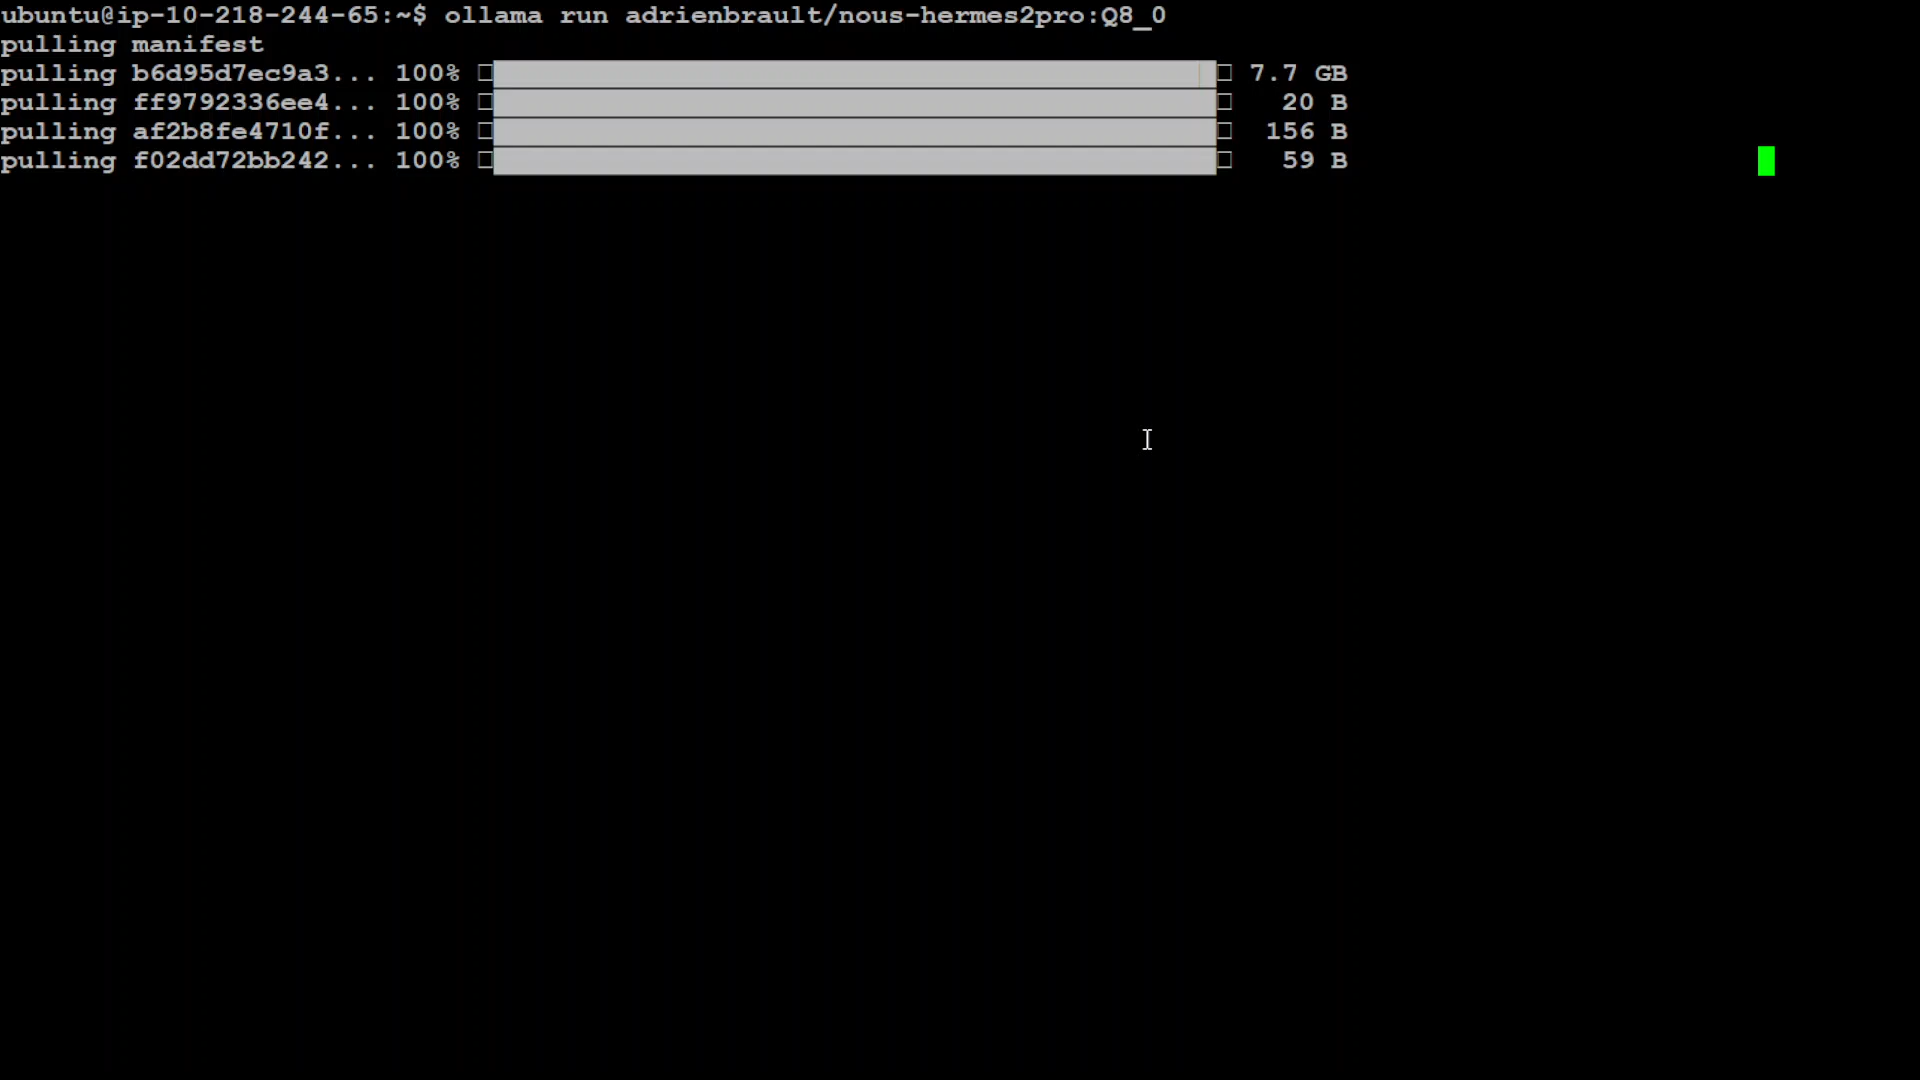 ubuntu@ip-10-218-244-65:~$ ollama run adrienbrault/nous-hermes2pro:Q8_0
pulling manifest
pulling b6d95d7ec9a3... 100% 7.7 GB
pulling ff9792336ee4... 100% 20 B
pulling af2b8fe4710f... 100% 156 B
pulling f02dd72bb242... 100% 59 B